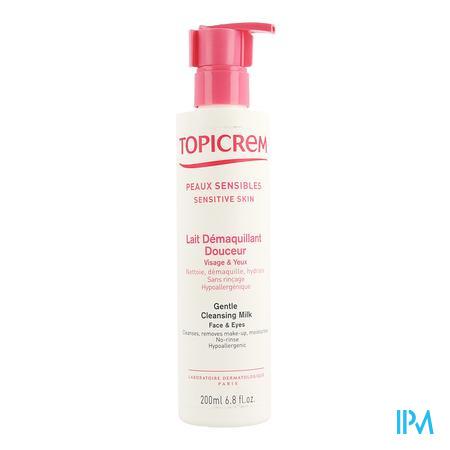 TOPICREM
PEAUX SENSIBLES
SENSITIVE SKIN
Lait Démaquillant
Douceur
Visage & Yeux
Nettoie, démaquille, hydrate
Sans rinçage
Hypoallergénique
Gentle
Cleansing Milk
Face & Eyes
Cleanses, removes make-up, moisturises
No-rinse
Hypoallergenic
LABORATOIRE DERMATOLOGIQUE
PARIS
200ml 6.8 fl.oz.
IPM